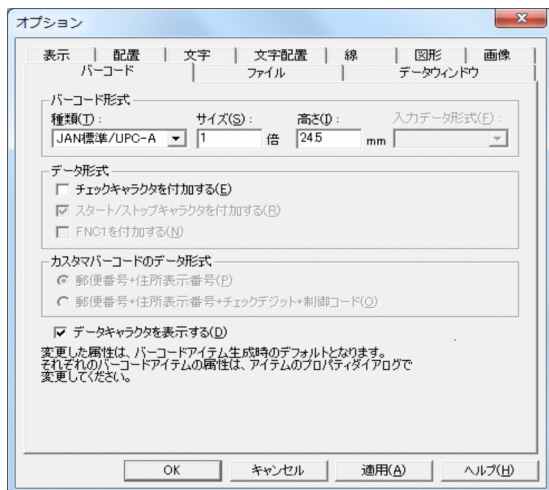 オプション
表示 配置 文字 文字配置 線 図形 画像
バーコード ファイル データウィンドウ
バーコード形式
種類(T): サイズ(S): 高さ(I): 入力データ形式(F):
JAN標準/UPC-A 1 倍 24.5 mm
データ形式
チェックキャラクタを付加する(E)
スタート/ストップキャラクタを付加する(R)
FNC1を付加する(N)
カスタマバーコードのデータ形式
郵便番号+住所表示番号(P)
郵便番号+住所表示番号+チェックデジット+制御コード(O)
データキャラクタを表示する(D)
変更した属性は、バーコードアイテム生成時のデフォルトとなます。
それぞれのバーコードアイテムの属性は、アイテムのプロパティダイアログで
変更してください。
OK キャンセル 適用(A) ヘルプ(H)